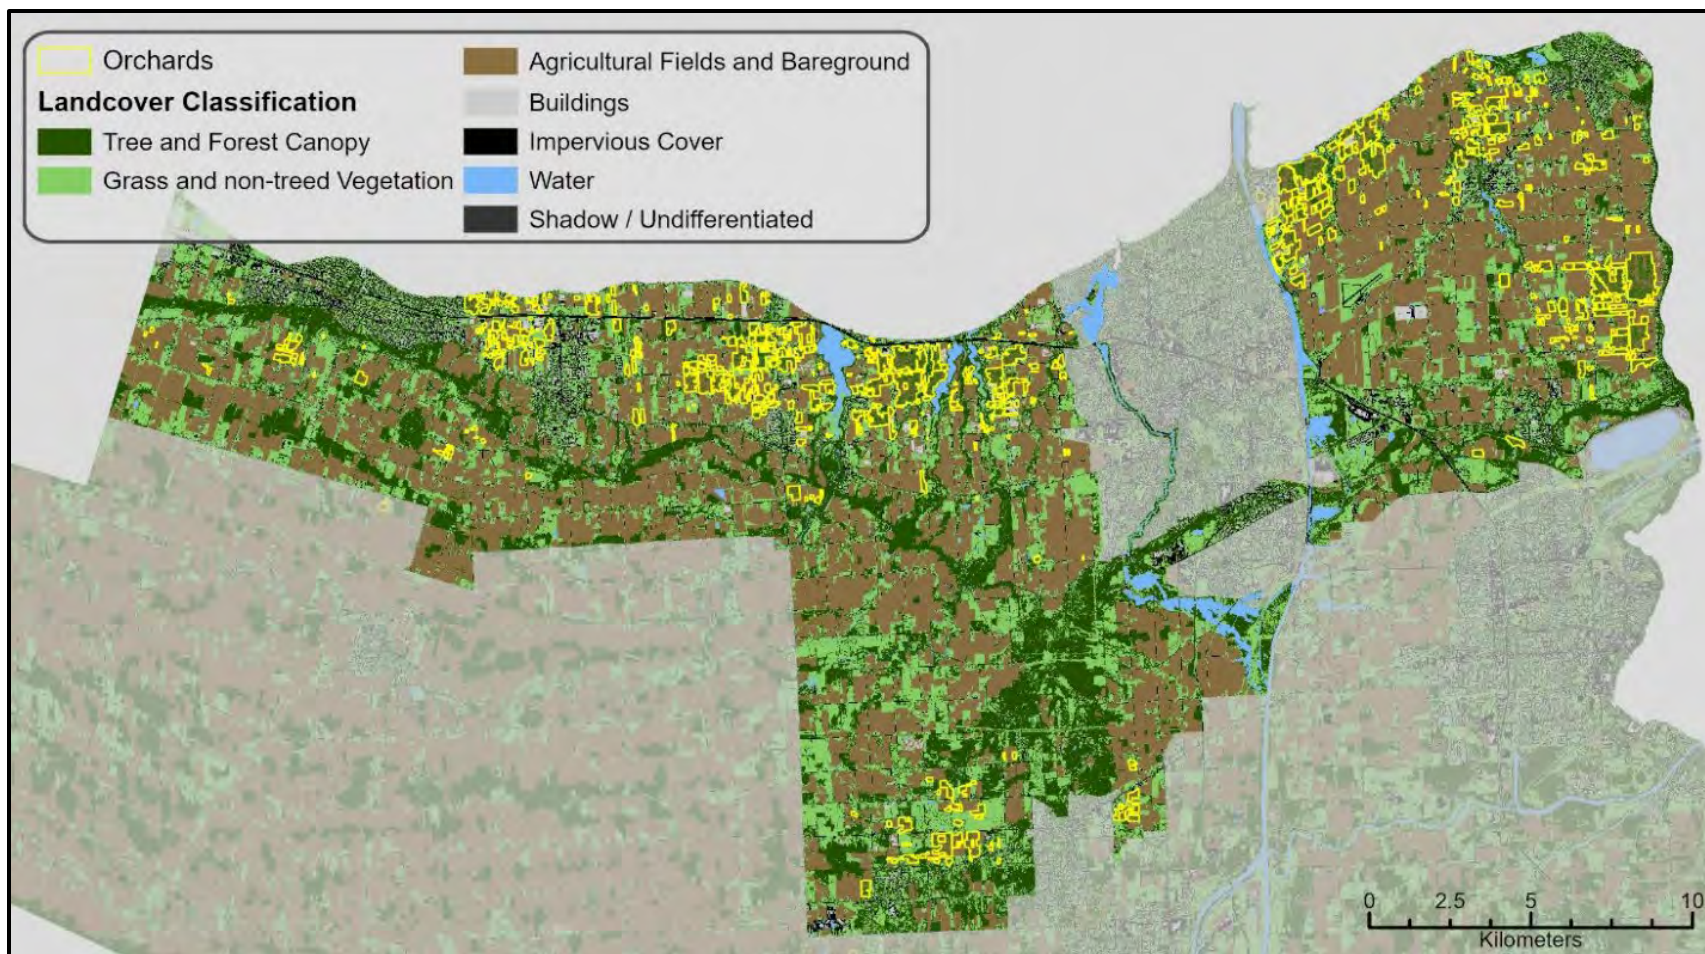 Orchards
Landcover Classification
Tree and Forest Canopy
Grass and non-treed Vegetation
Agricultural Fields and Bareground
Buildings
Impervious Cover
Water
Shadow / Undifferentiated
0 2.5 5 10
Kilometers